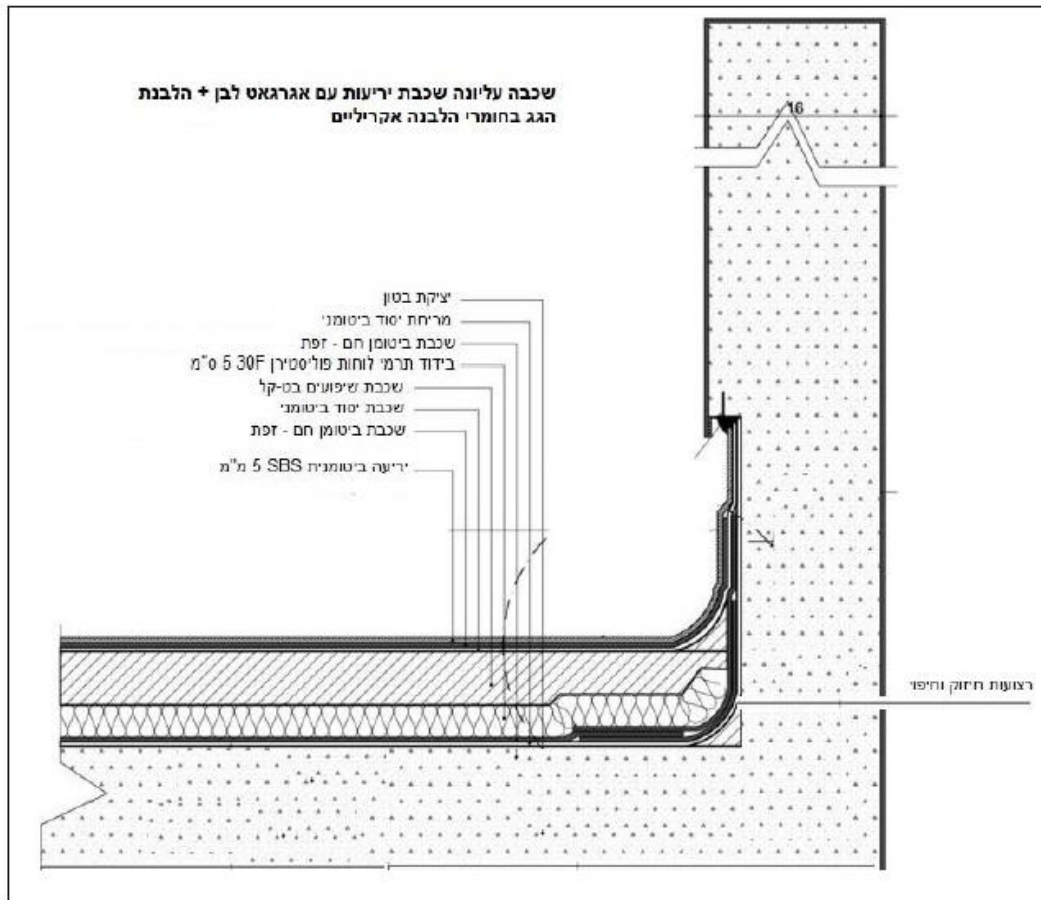 שכבה עליונה שכבת יריעות עם אגרגאט לבן + הלבנת
הגג בחומרי הלבנה אקריליים
16
יציקת בטון
מריחת יסוד ביטומני
שכבת ביטומן חם - זפת
בידוד תרמי לוחות פוליסטירן 30F 5 ס"מ
שכבת שיפועים בט-קל
שכבת יסוד ביטומני
שכבת ביטומן חם - זפת
יריעה ביטומנית SBS 5 מ"מ
רצועות חיזוק וחיפוי